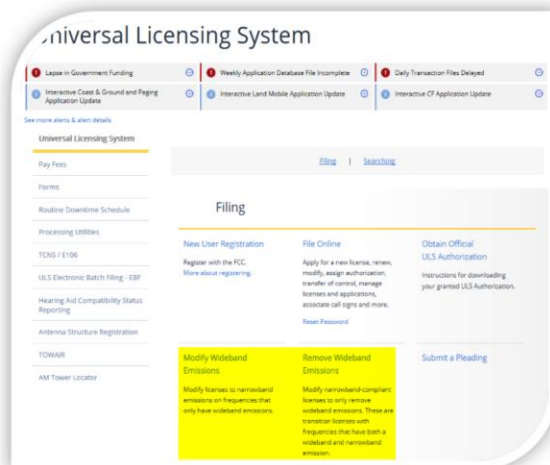 Universal Licensing System
Lapse in Government Funding
Weekly Application Database File Incomplete
Daily Transaction Files Delayed
Interactive Coast & Ground and Paging
Application Update
Interactive Land Mobile Application Update
Interactive CF Application Update
See more alerts & alert details
Universal Licensing System
Pay Fees
Forms
Routine Downtime Schedule
Processing Utilities
TCNS / E106
ULS Electronic Batch Filing - EBF
Hearing Aid Compatibility Status
Reporting
Antenna Structure Registration
TOWAIR
AM Tower Locator
Filing | Searching
Filing
New User Registration
Register with the FCC.
More about registering.
File Online
Apply for a new license, renew,
modify, assign authorization,
transfer of control, manage
licenses and applications,
associate call signs and more.
Reset Password
Obtain Official
ULS Authorization
Instructions for downloading
your granted ULS Authorization.
Modify Wideband
Emissions
Modify licenses to narrowband
emissions on frequencies that
only have wideband emissions.
Remove Wideband
Emissions
Modify narrowband-compliant
licenses to only remove
wideband emissions. These are
transition licenses with
frequencies that have both a
wideband and narrowband
emission.
Submit a Pleading